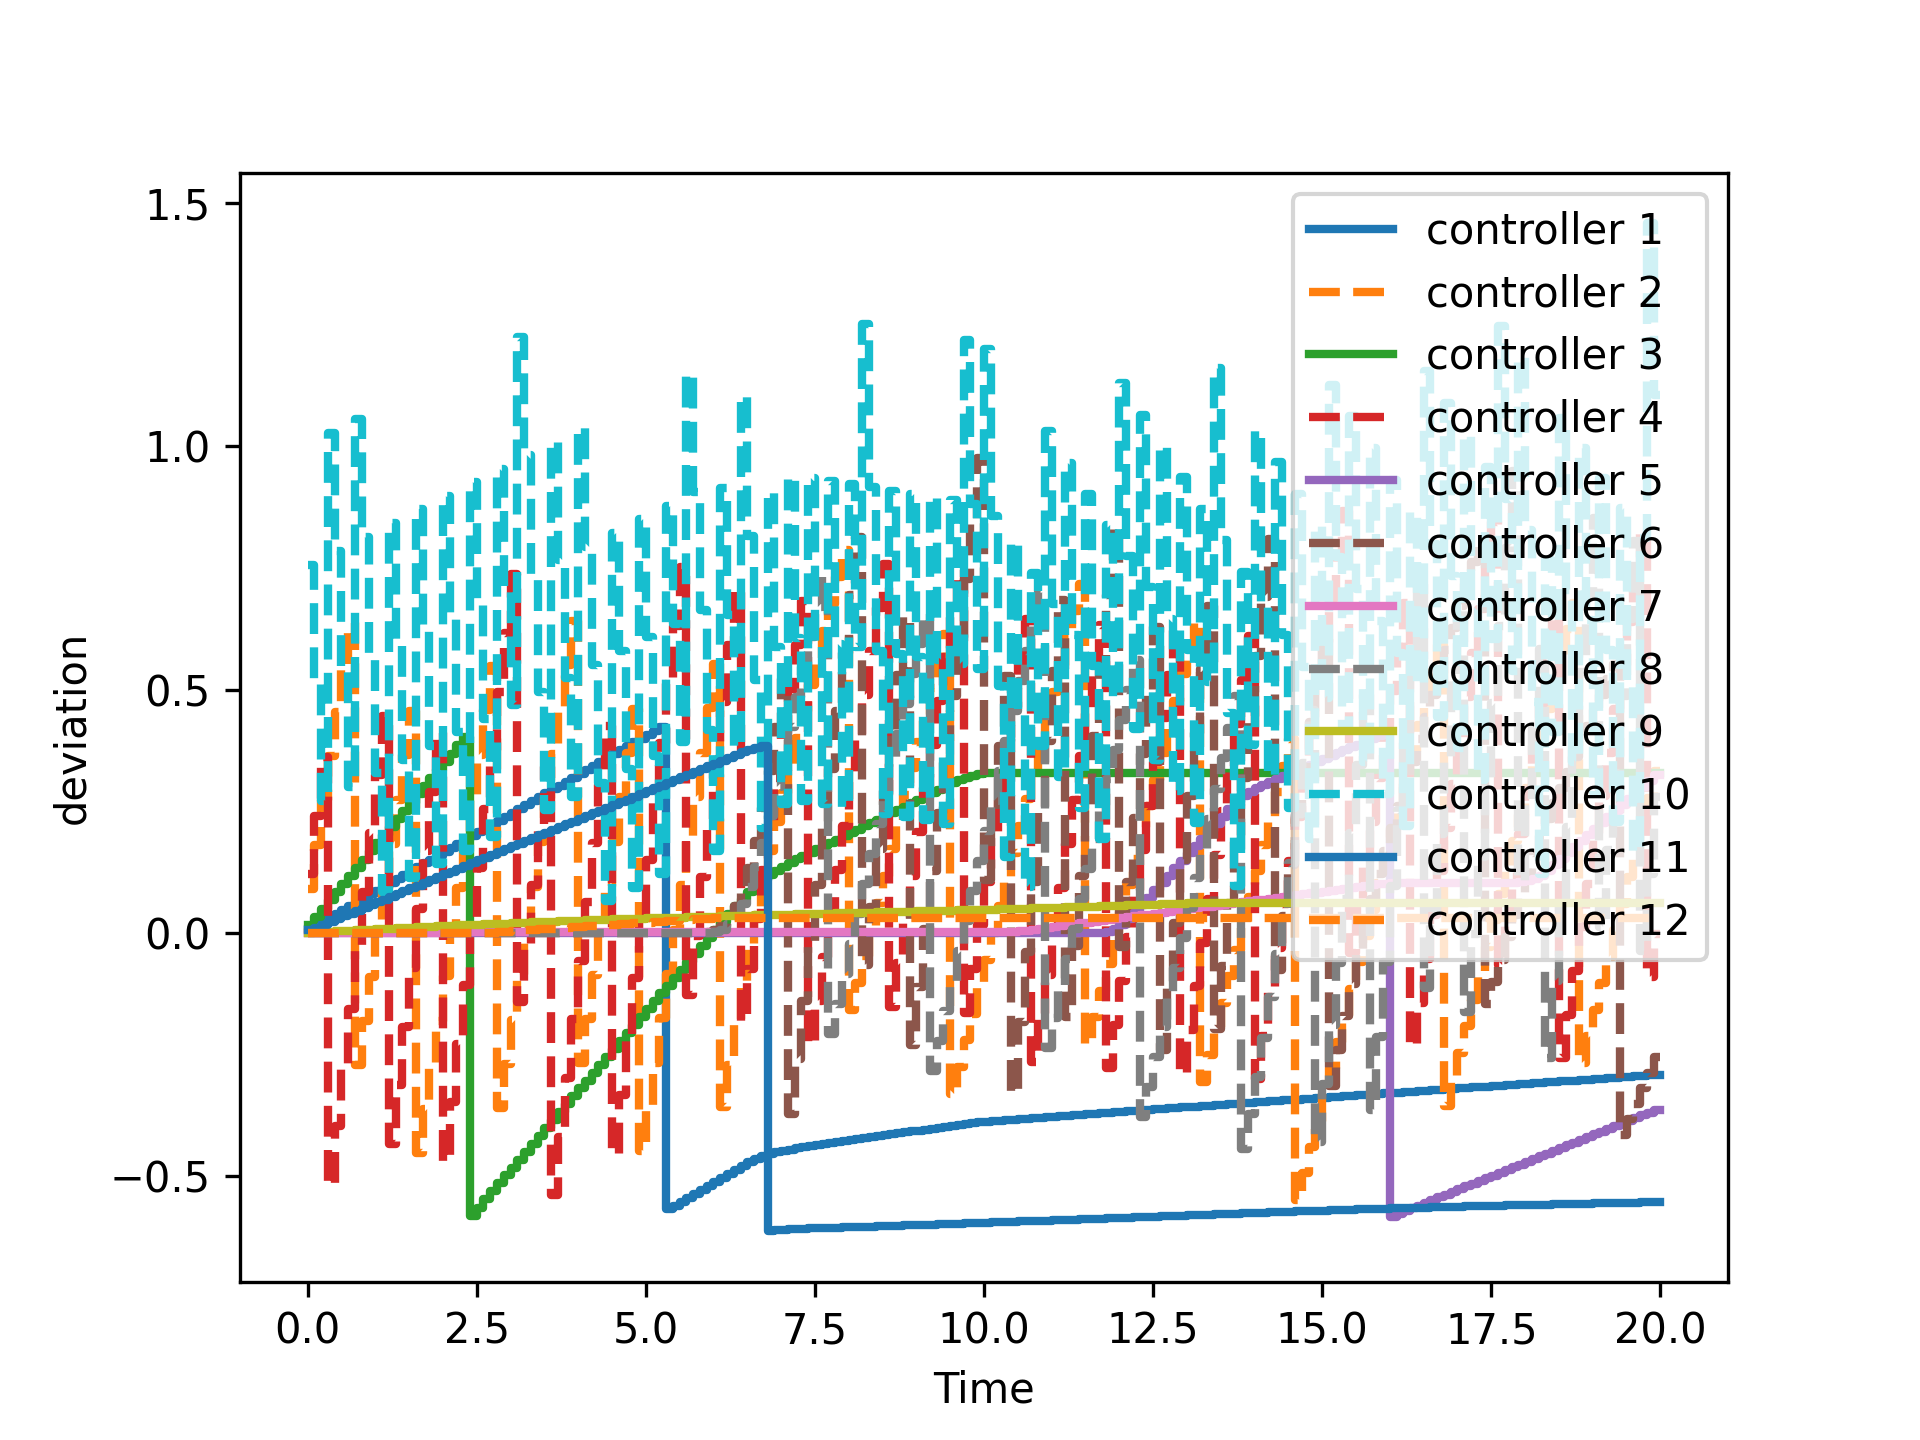 1.5
1.0
0.5
0.0
−0.5
0.0 2.5 5.0 7.5 10.0 12.5 15.0 17.5 20.0
Time
deviation
controller 1
controller 2
controller 3
controller 4
controller 5
controller 6
controller 7
controller 8
controller 9
controller 10
controller 11
controller 12